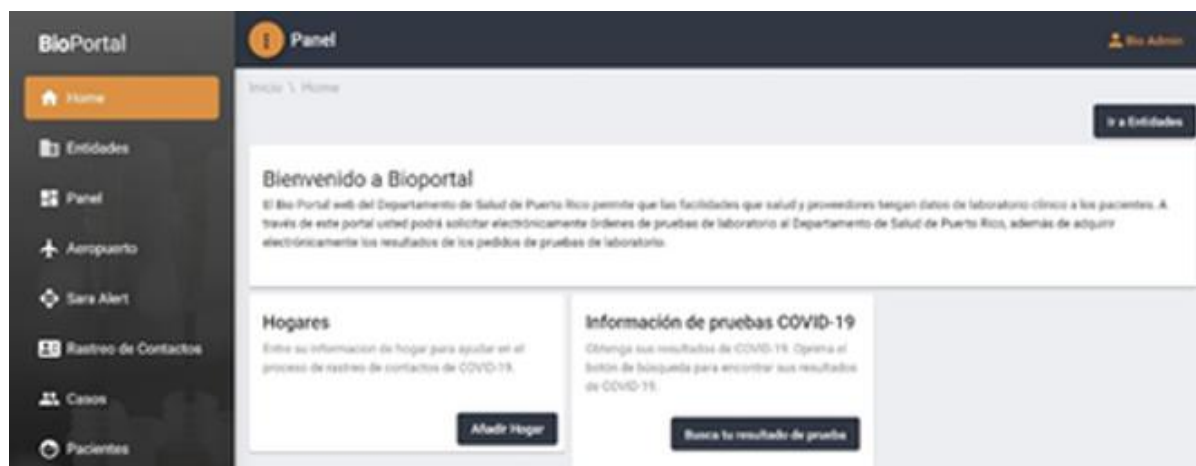 BioPortal
Home
Entidades
Panel
Aeropuerto
Sara Alert
Rastreo de Contactos
Casos
Pacientes
Panel
Bio Admin
Inicio \ Home
Ir a Entidades
Bienvenido a Bioportal
El Bio Portal web del Departamento de Salud de Puerto Rico permite que las facilidades que salud y proveedores tengan datos de laboratorio clínico a los pacientes. A
través de este portal usted podrá solicitar electrónicamente órdenes de pruebas de laboratorio al Departamento de Salud de Puerto Rico, además de adquirir
electrónicamente los resultados de los pedidos de pruebas de laboratorio.
Hogares
Entre su informacion de hogar para ayudar en el
proceso de rastreo de contactos de COVID-19.
Añadir Hogar
Información de pruebas COVID-19
Obtenga sus resultados de COVID-19. Oprima el
botón de búsqueda para encontrar sus resultados
de COVID-19.
Busca tu resultado de prueba